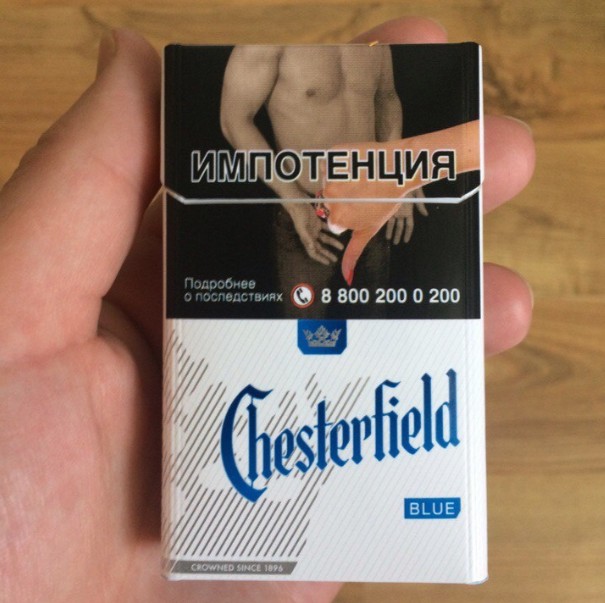 ИМПОТЕНЦИЯ
Подробнее
о последствиях 8 800 200 0 200
Chesterfield
BLUE
CROWNED SINCE 1896